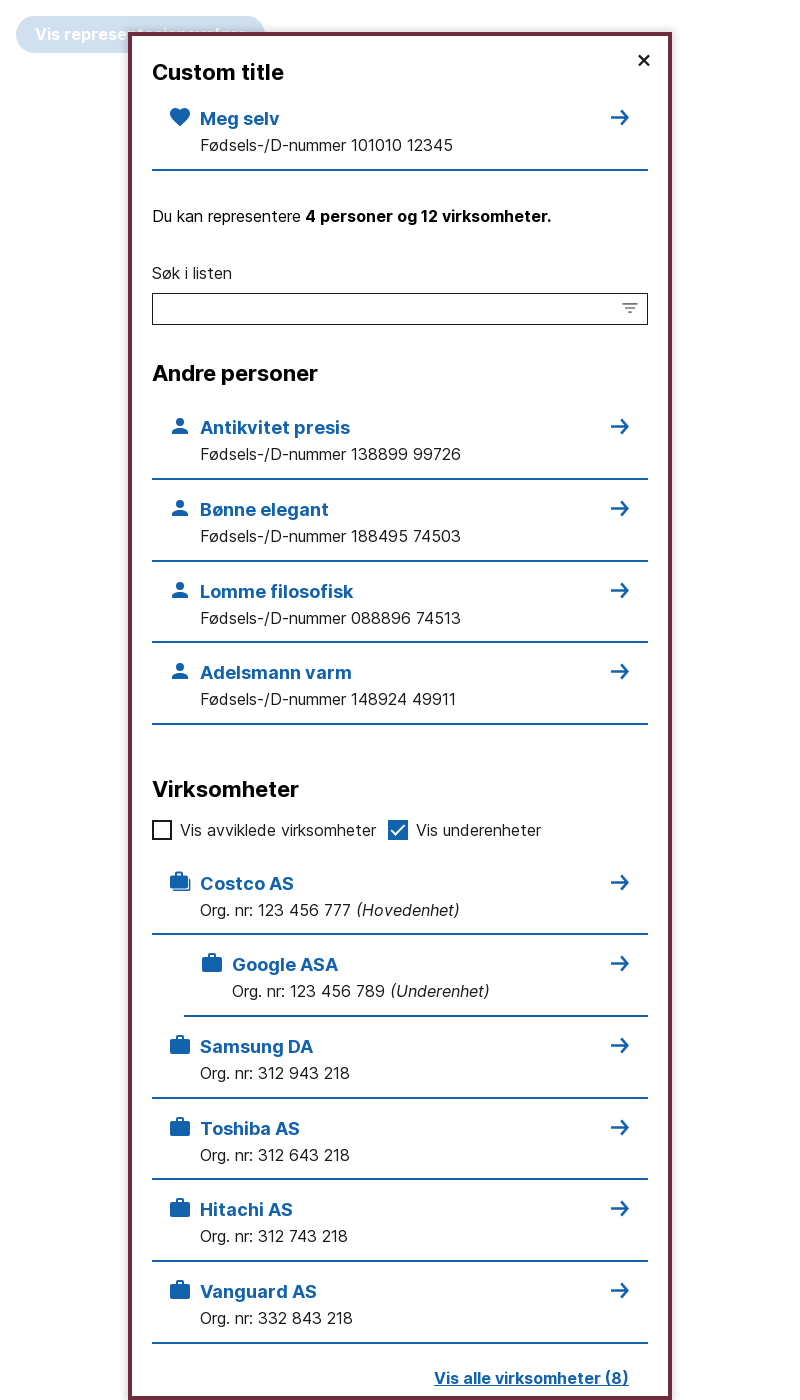 Vis
Custom title
Meg selv
Fødsels-/D-nummer 101010 12345
Du kan representere 4 personer og 12 virksomheter.
Søk i listen
Andre personer
Antikvitet presis
Fødsels-/D-nummer 138899 99726
Bønne elegant
Fødsels-/D-nummer 188495 74503
Lomme filosofisk
Fødsels-/D-nummer 088896 74513
Adelsmann varm
Fødsels-/D-nummer 148924 49911
Virksomheter
Vis avviklede virksomheter Vis underenheter
Costco AS
Org. nr: 123 456 777 (Hovedenhet)
Google ASA
Org. nr: 123 456 789 (Underenhet)
Samsung DA
Org. nr: 312 943 218
Toshiba AS
Org. nr: 312 643 218
Hitachi AS
Org. nr: 312 743 218
Vanguard AS
Org. nr: 332 843 218
Vis alle virksomheter (8)